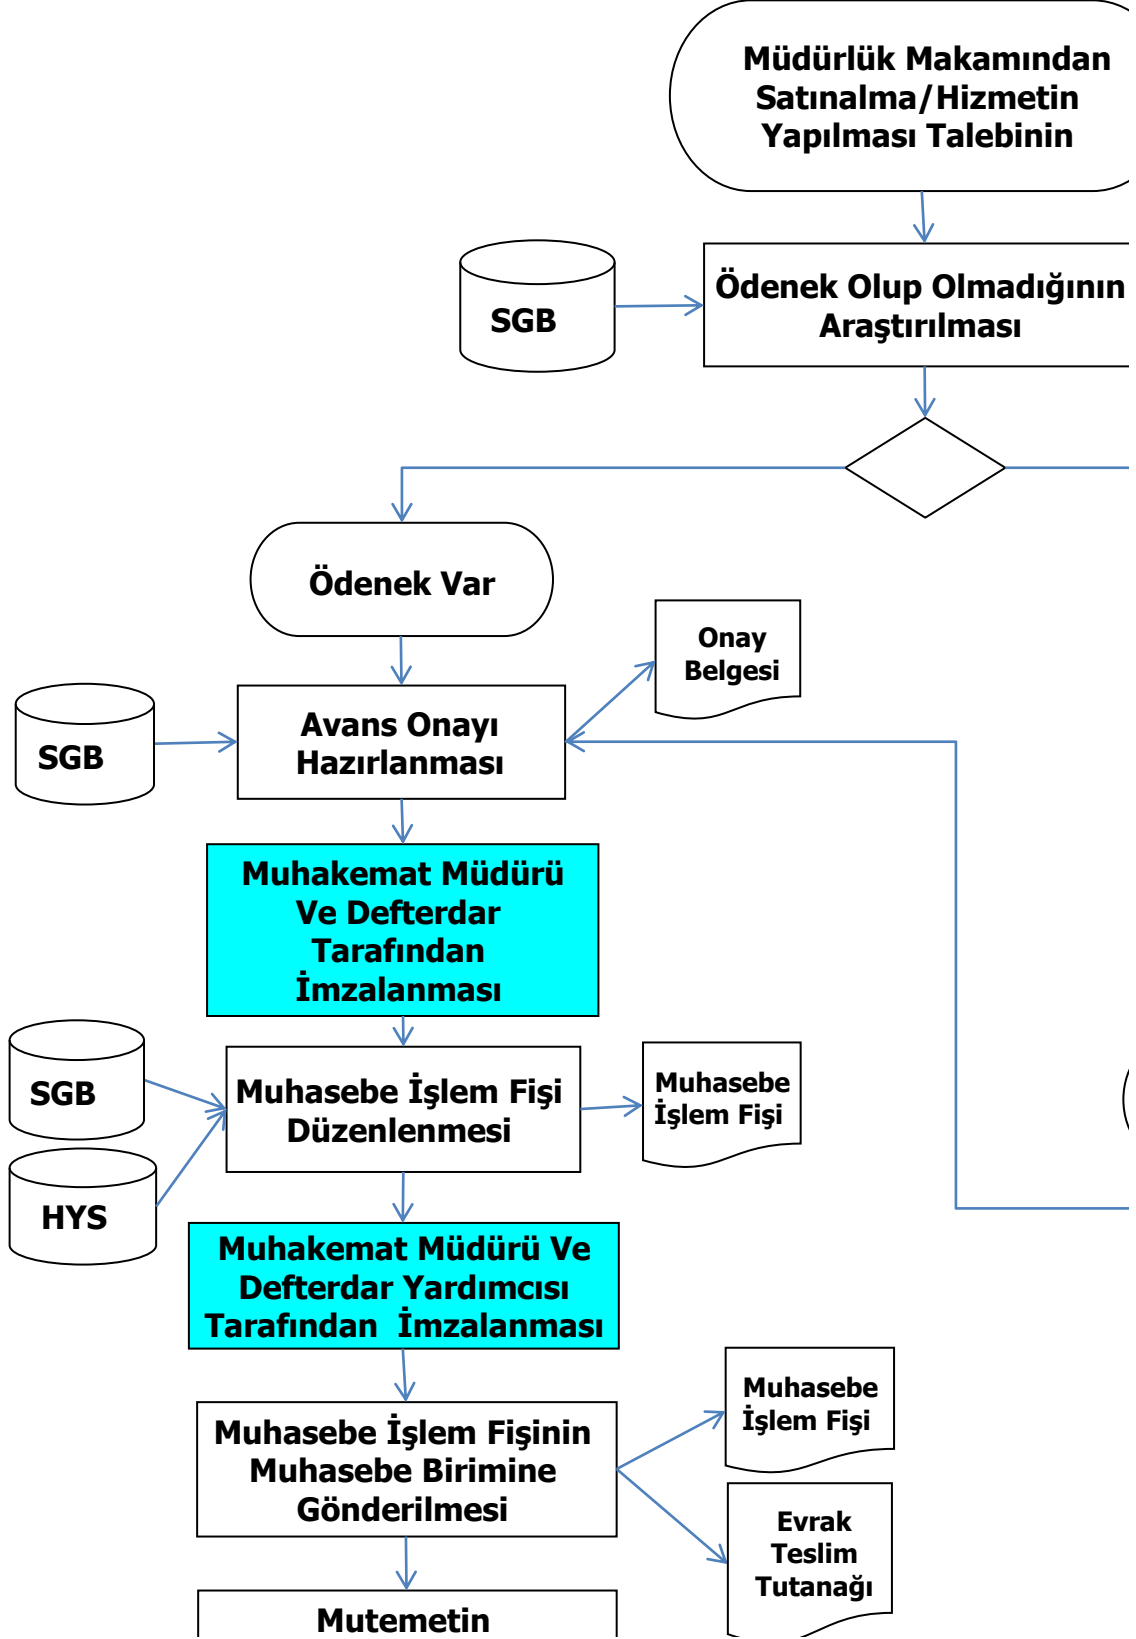 Müdürlük Makamından
Satınalma/Hizmetin
Yapılması Talebinin
SGB
Ödenek Olup Olmadığının
Araştırılması
Ödenek Var
Onay
Belgesi
SGB
Avans Onayı
Hazırlanması
Muhakemat Müdürü
Ve Defterdar
Tarafından
İmzalanması
SGB
HYS
Muhasebe İşlem Fişi
Düzenlenmesi
Muhasebe
İşlem Fişi
Muhakemat Müdürü Ve
Defterdar Yardımcısı
Tarafından İmzalanması
Muhasebe İşlem Fişinin
Muhasebe Birimine
Gönderilmesi
Muhasebe
İşlem Fişi
Evrak
Teslim
Tutanağı
Mutemetin